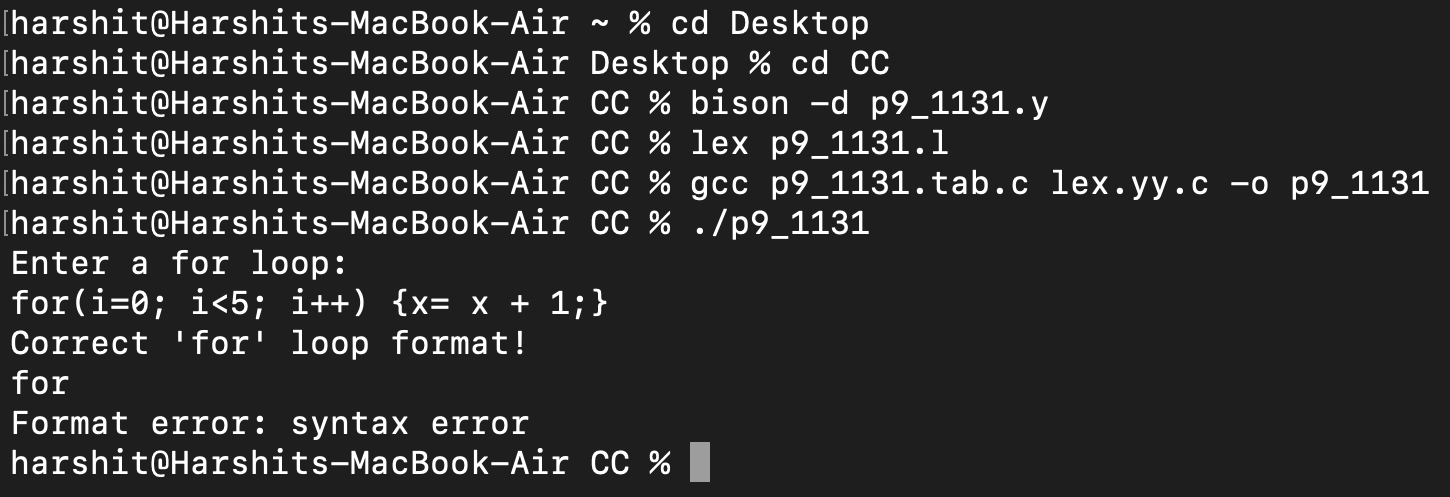 [harshit@Harshits-MacBook-Air ~ % cd Desktop
[harshit@Harshits-MacBook-Air Desktop % cd CC
[harshit@Harshits-MacBook-Air CC % bison -d p9_1131.y
[harshit@Harshits-MacBook-Air CC % lex p9_1131.l
[harshit@Harshits-MacBook-Air CC % gcc p9_1131.tab.c lex.yy.c -o p9_1131
[harshit@Harshits-MacBook-Air CC % ./p9_1131
Enter a for loop:
for(i=0; i<5; i++) {x= x + 1;}
Correct 'for' loop format!
for
Format error: syntax error
harshit@Harshits-MacBook-Air CC %